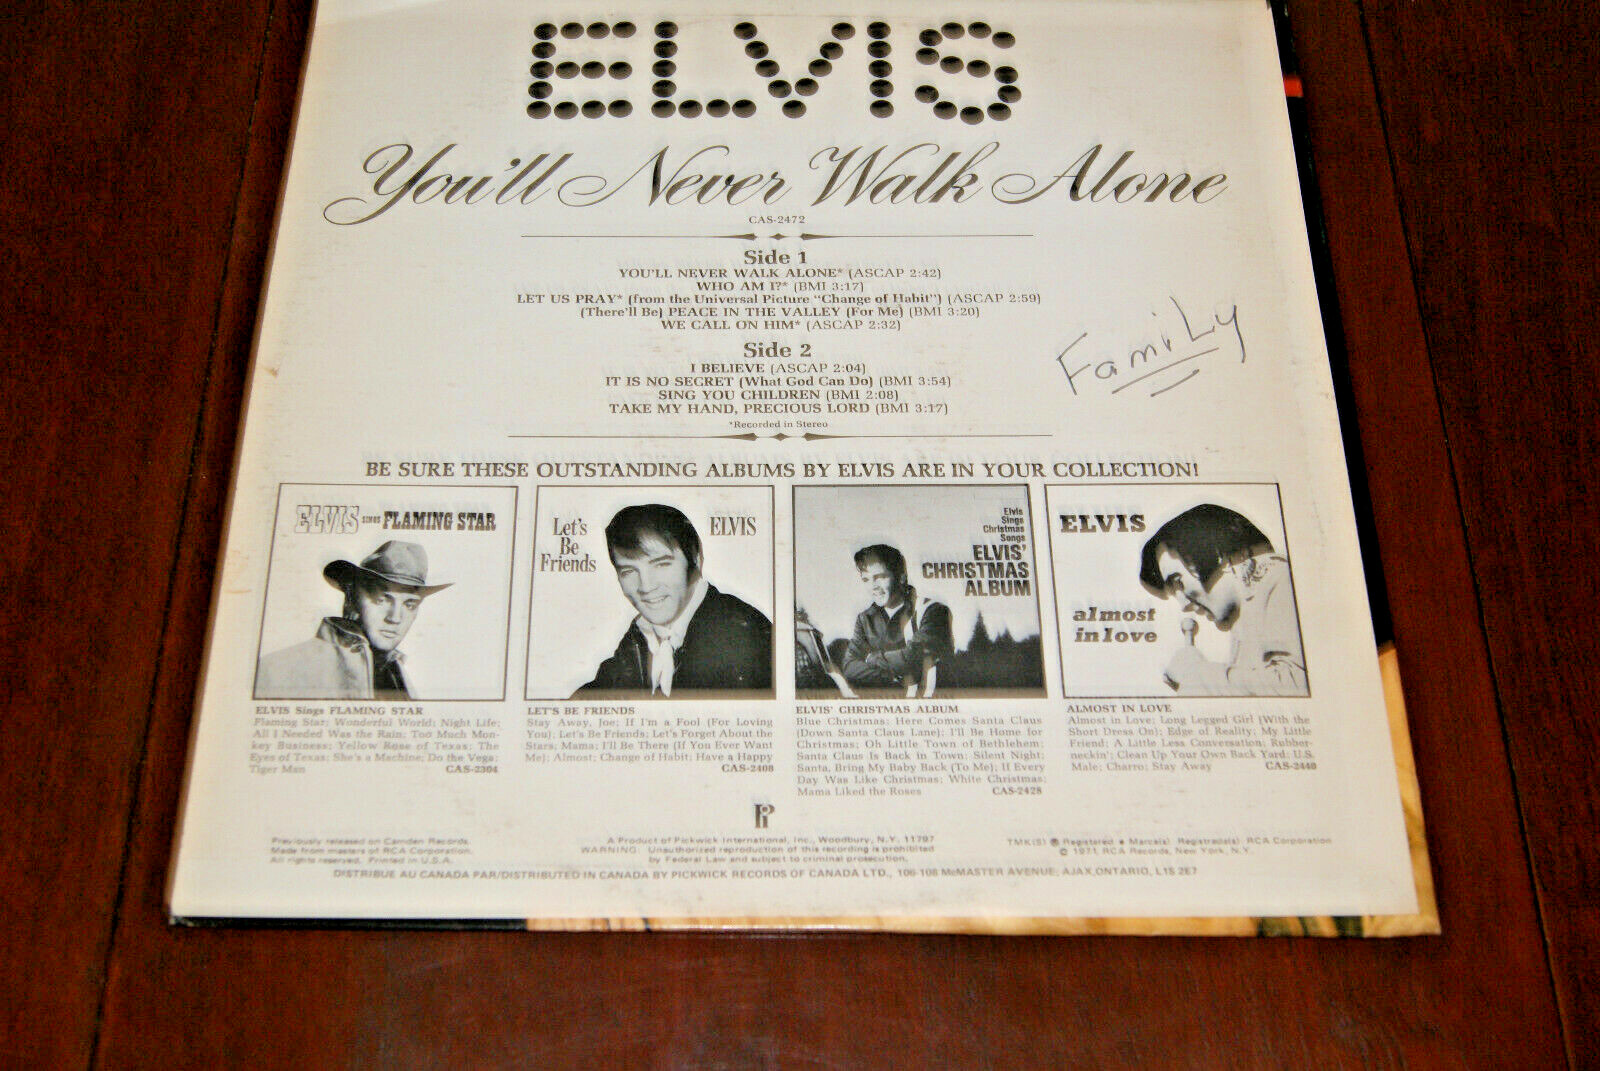 ELVIS
You'll Never Walk Alone
CAS-2472
Side 1
YOU'LL NEVER WALK ALONE* (ASCAP 2:42)
WHO AM I?* (BMI 3:17)
LET US PRAY* (from the Universal Picture "Change of Habit") (ASCAP 2:59)
(There'll Be) PEACE IN THE VALLEY (For Me) (BMI 3:20)
WE CALL ON HIM* (ASCAP 2:32)
Side 2
I BELIEVE (ASCAP 2:04)
IT IS NO SECRET (What God Can Do) (BMI 3:54)
SING YOU CHILDREN (BMI 2:08)
TAKE MY HAND, PRECIOUS LORD (BMI 3:17)
*Recorded in Stereo
FamiLy
BE SURE THESE OUTSTANDING ALBUMS BY ELVIS ARE IN YOUR COLLECTION!
ELVIS SINGS FLAMING STAR
Let's
Be
Friends
ELVIS
Elvis
Sings
Christmas
Songs
ELVIS'
CHRISTMAS
ALBUM
ELVIS
almost
in love
ELVIS Sings FLAMING STAR
Flaming Star; Wonderful World; Night Life;
All I Needed Was the Rain; Too Much Mon-
key Business; Yellow Rose of Texas; The
Eyes of Texas; She's a Machine; Do the Vega;
Tiger Man CAS-2304
LET'S BE FRIENDS
Stay Away, Joe; If I'm a Fool (For Loving
You); Let's Be Friends; Let's Forget About the
Stars; Mama; I'll Be There (If You Ever Want
Me); Almost; Change of Habit; Have a Happy
CAS-2408
ELVIS' CHRISTMAS ALBUM
Blue Christmas; Here Comes Santa Claus
(Down Santa Claus Lane); I'll Be Home for
Christmas; Oh Little Town of Bethlehem;
Santa Claus Is Back in Town; Silent Night;
Santa, Bring My Baby Back (To Me); If Every
Day Was Like Christmas; White Christmas;
Mama Liked the Roses CAS-2428
ALMOST IN LOVE
Almost in Love; Long Legged Girl (With the
Short Dress On); Edge of Reality; My Little
Friend; A Little Less Conversation; Rubber-
neckin'; Clean Up Your Own Back Yard; U.S.
Male; Charro; Stay Away CAS-2440
Previously released on Camden Records.
Made from masters of RCA Corporation.
All rights reserved. Printed in U.S.A.
A Product of Pickwick International, Inc., Woodbury, N.Y. 11797
WARNING: Unauthorized reproduction of this recording is prohibited
by Federal Law and subject to criminal prosecution.
TMK(S) ® Registered • Marca(s) Registrada(s) RCA Corporation
© 1971, RCA Records, New York, N.Y.
DISTRIBUE AU CANADA PAR/DISTRIBUTED IN CANADA BY PICKWICK RECORDS OF CANADA LTD., 106-108 McMASTER AVENUE, AJAX, ONTARIO, L1S 2E7